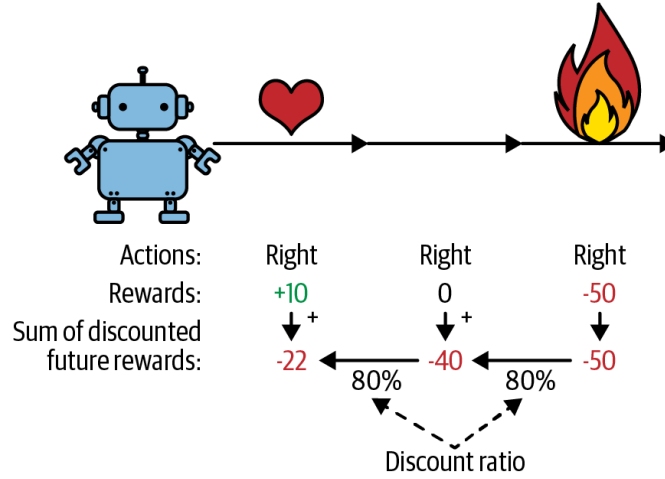 Actions: Right Right Right
Rewards: +10 0 -50
+ +
Sum of discounted
future rewards: -22 -40 -50
80% 80%
Discount ratio